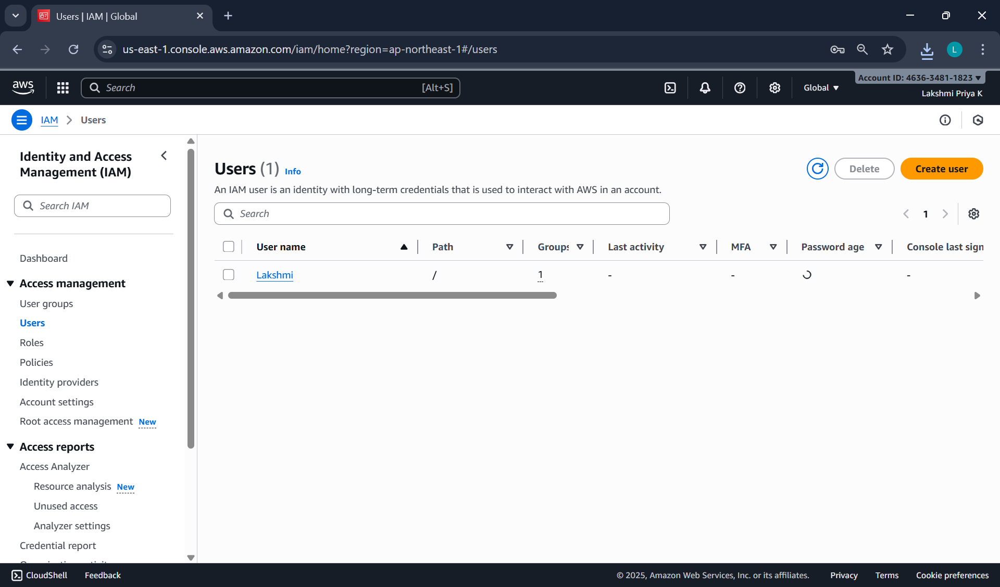 Users | IAM | Global
us-east-1.console.aws.amazon.com/iam/home?region=ap-northeast-1#/users
L
aws
Search
[Alt+S]
Global
Account ID: 4636-3481-1823
Lakshmi Priya K
IAM
Users
Identity and Access
Management (IAM)
Search IAM
Dashboard
Access management
User groups
Users
Roles
Policies
Identity providers
Account settings
Root access management New
Access reports
Access Analyzer
Resource analysis New
Unused access
Analyzer settings
Credential report
Users (1) Info
Delete
Create user
An IAM user is an identity with long-term credentials that is used to interact with AWS in an account.
Search
1
User name Path Groups Last activity MFA Password age Console last sign
Lakshmi / 1 - - -
CloudShell
Feedback
© 2025, Amazon Web Services, Inc. or its affiliates.
Privacy
Terms
Cookie preferences